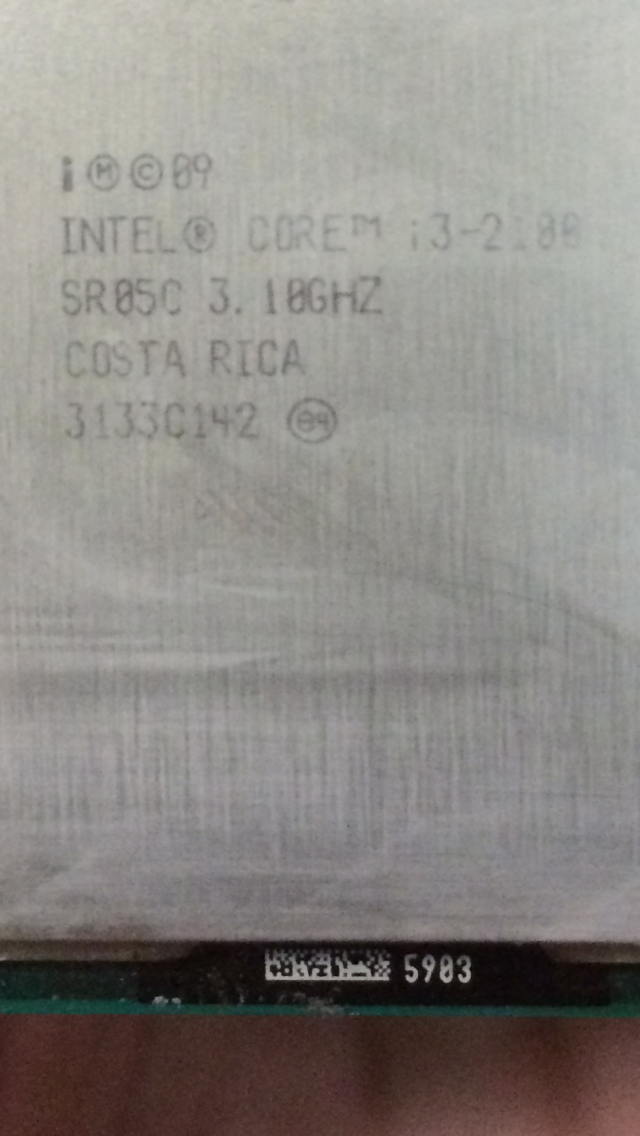 i Ⓜ © 09
INTEL® CORE™ i3-2100
SR05C 3.10GHZ
COSTA RICA
3133C142 e4
5903